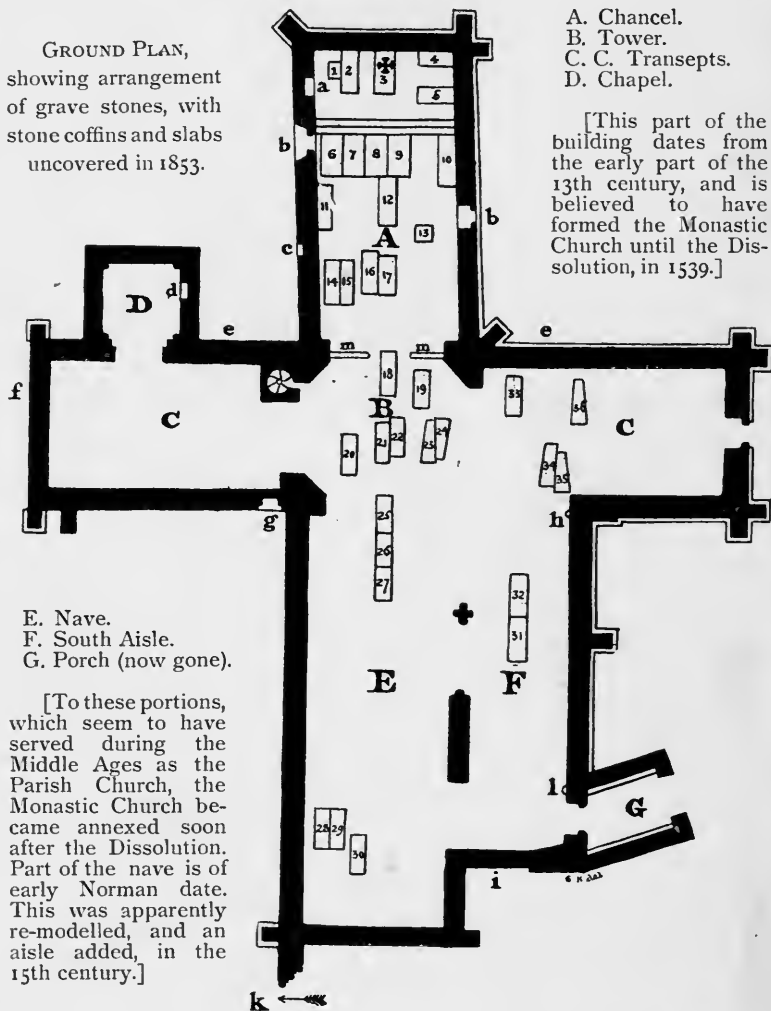 GROUND PLAN,
showing arrangement
of grave stones, with
stone coffins and slabs
uncovered in 1853.
A. Chancel.
B. Tower.
C. C. Transepts.
D. Chapel.
[This part of the
building dates from
the early part of the
13th century, and is
believed to have
formed the Monastic
Church until the Dis-
solution, in 1539.]
1 2 3 4
a 5
b 6 7 8 9 10
11 12 b
A 13
c
14 15 16 17
D d
e m m e
18
f C B 19 33 36 C
20 21 22 23 24 34 35
g 25 h
26
27 32
31
E. Nave.
F. South Aisle.
G. Porch (now gone).
E F
[To these portions,
which seem to have
served during the
Middle Ages as the
Parish Church, the
Monastic Church be-
came annexed soon
after the Dissolution.
Part of the nave is of
early Norman date.
This was apparently
re-modelled, and an
aisle added, in the
15th century.]
l G
28 29
30 i
k